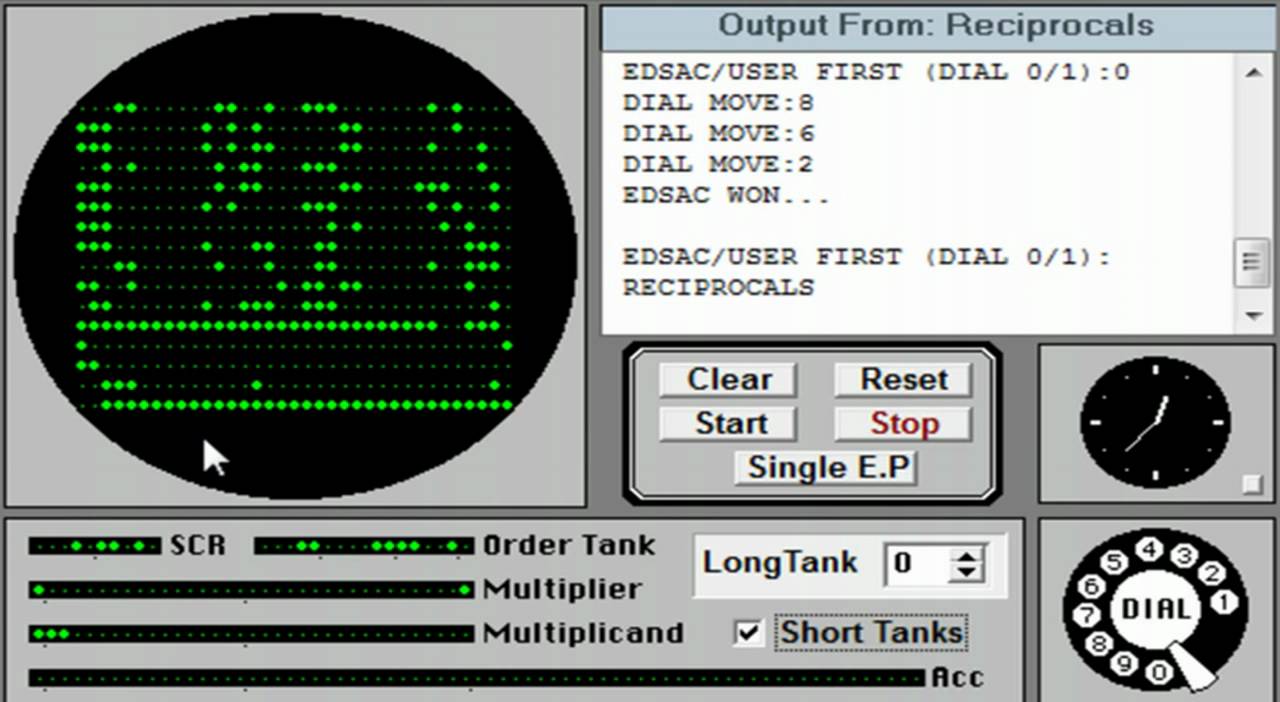 Output From: Reciprocals
EDSAC/USER FIRST (DIAL 0/1):0
DIAL MOVE:8
DIAL MOVE:6
DIAL MOVE:2
EDSAC WON...
EDSAC/USER FIRST (DIAL 0/1):
RECIPROCALS
Clear
Reset
Start
Stop
Single E.P
SCR
Order Tank
LongTank
0
Multiplier
Multiplicand
Short Tanks
Acc
4
3
5
2
6
1
DIAL
7
8
9
0